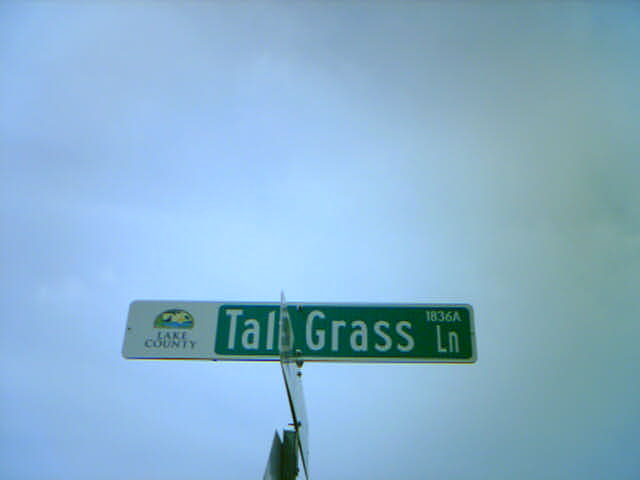 LAKE
COUNTY
Tall Grass Ln
1836A